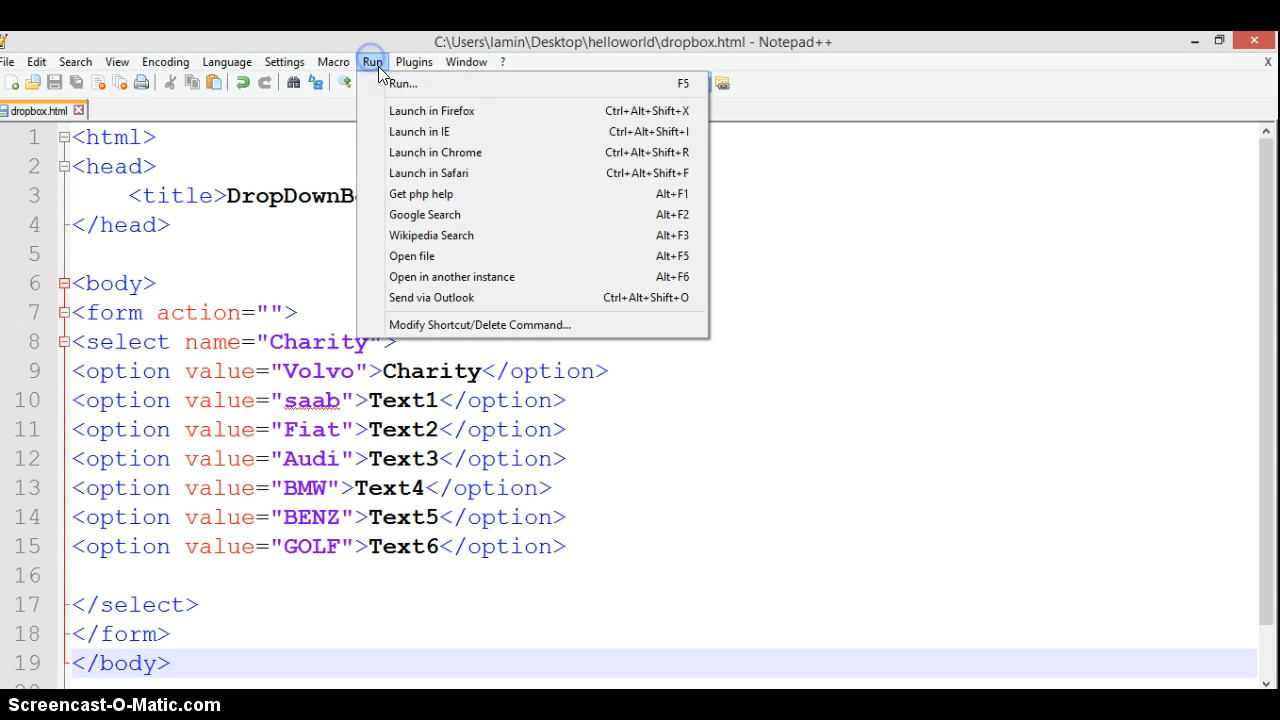 C:\Users\lamin\Desktop\helloworld\dropbox.html - Notepad++
File Edit Search View Encoding Language Settings Macro Run Plugins Window ? X
dropbox.html
Run... F5
Launch in Firefox Ctrl+Alt+Shift+X
Launch in IE Ctrl+Alt+Shift+I
Launch in Chrome Ctrl+Alt+Shift+R
Launch in Safari Ctrl+Alt+Shift+F
Get php help Alt+F1
Google Search Alt+F2
Wikipedia Search Alt+F3
Open file Alt+F5
Open in another instance Alt+F6
Send via Outlook Ctrl+Alt+Shift+O
Modify Shortcut/Delete Command...
1 <html>
2 <head>
3 <title>DropDownB
4 </head>
5
6 <body>
7 <form action="">
8 <select name="Charity">
9 <option value="Volvo">Charity</option>
10 <option value="saab">Text1</option>
11 <option value="Fiat">Text2</option>
12 <option value="Audi">Text3</option>
13 <option value="BMW">Text4</option>
14 <option value="BENZ">Text5</option>
15 <option value="GOLF">Text6</option>
16
17 </select>
18 </form>
19 </body>
Screencast-O-Matic.com